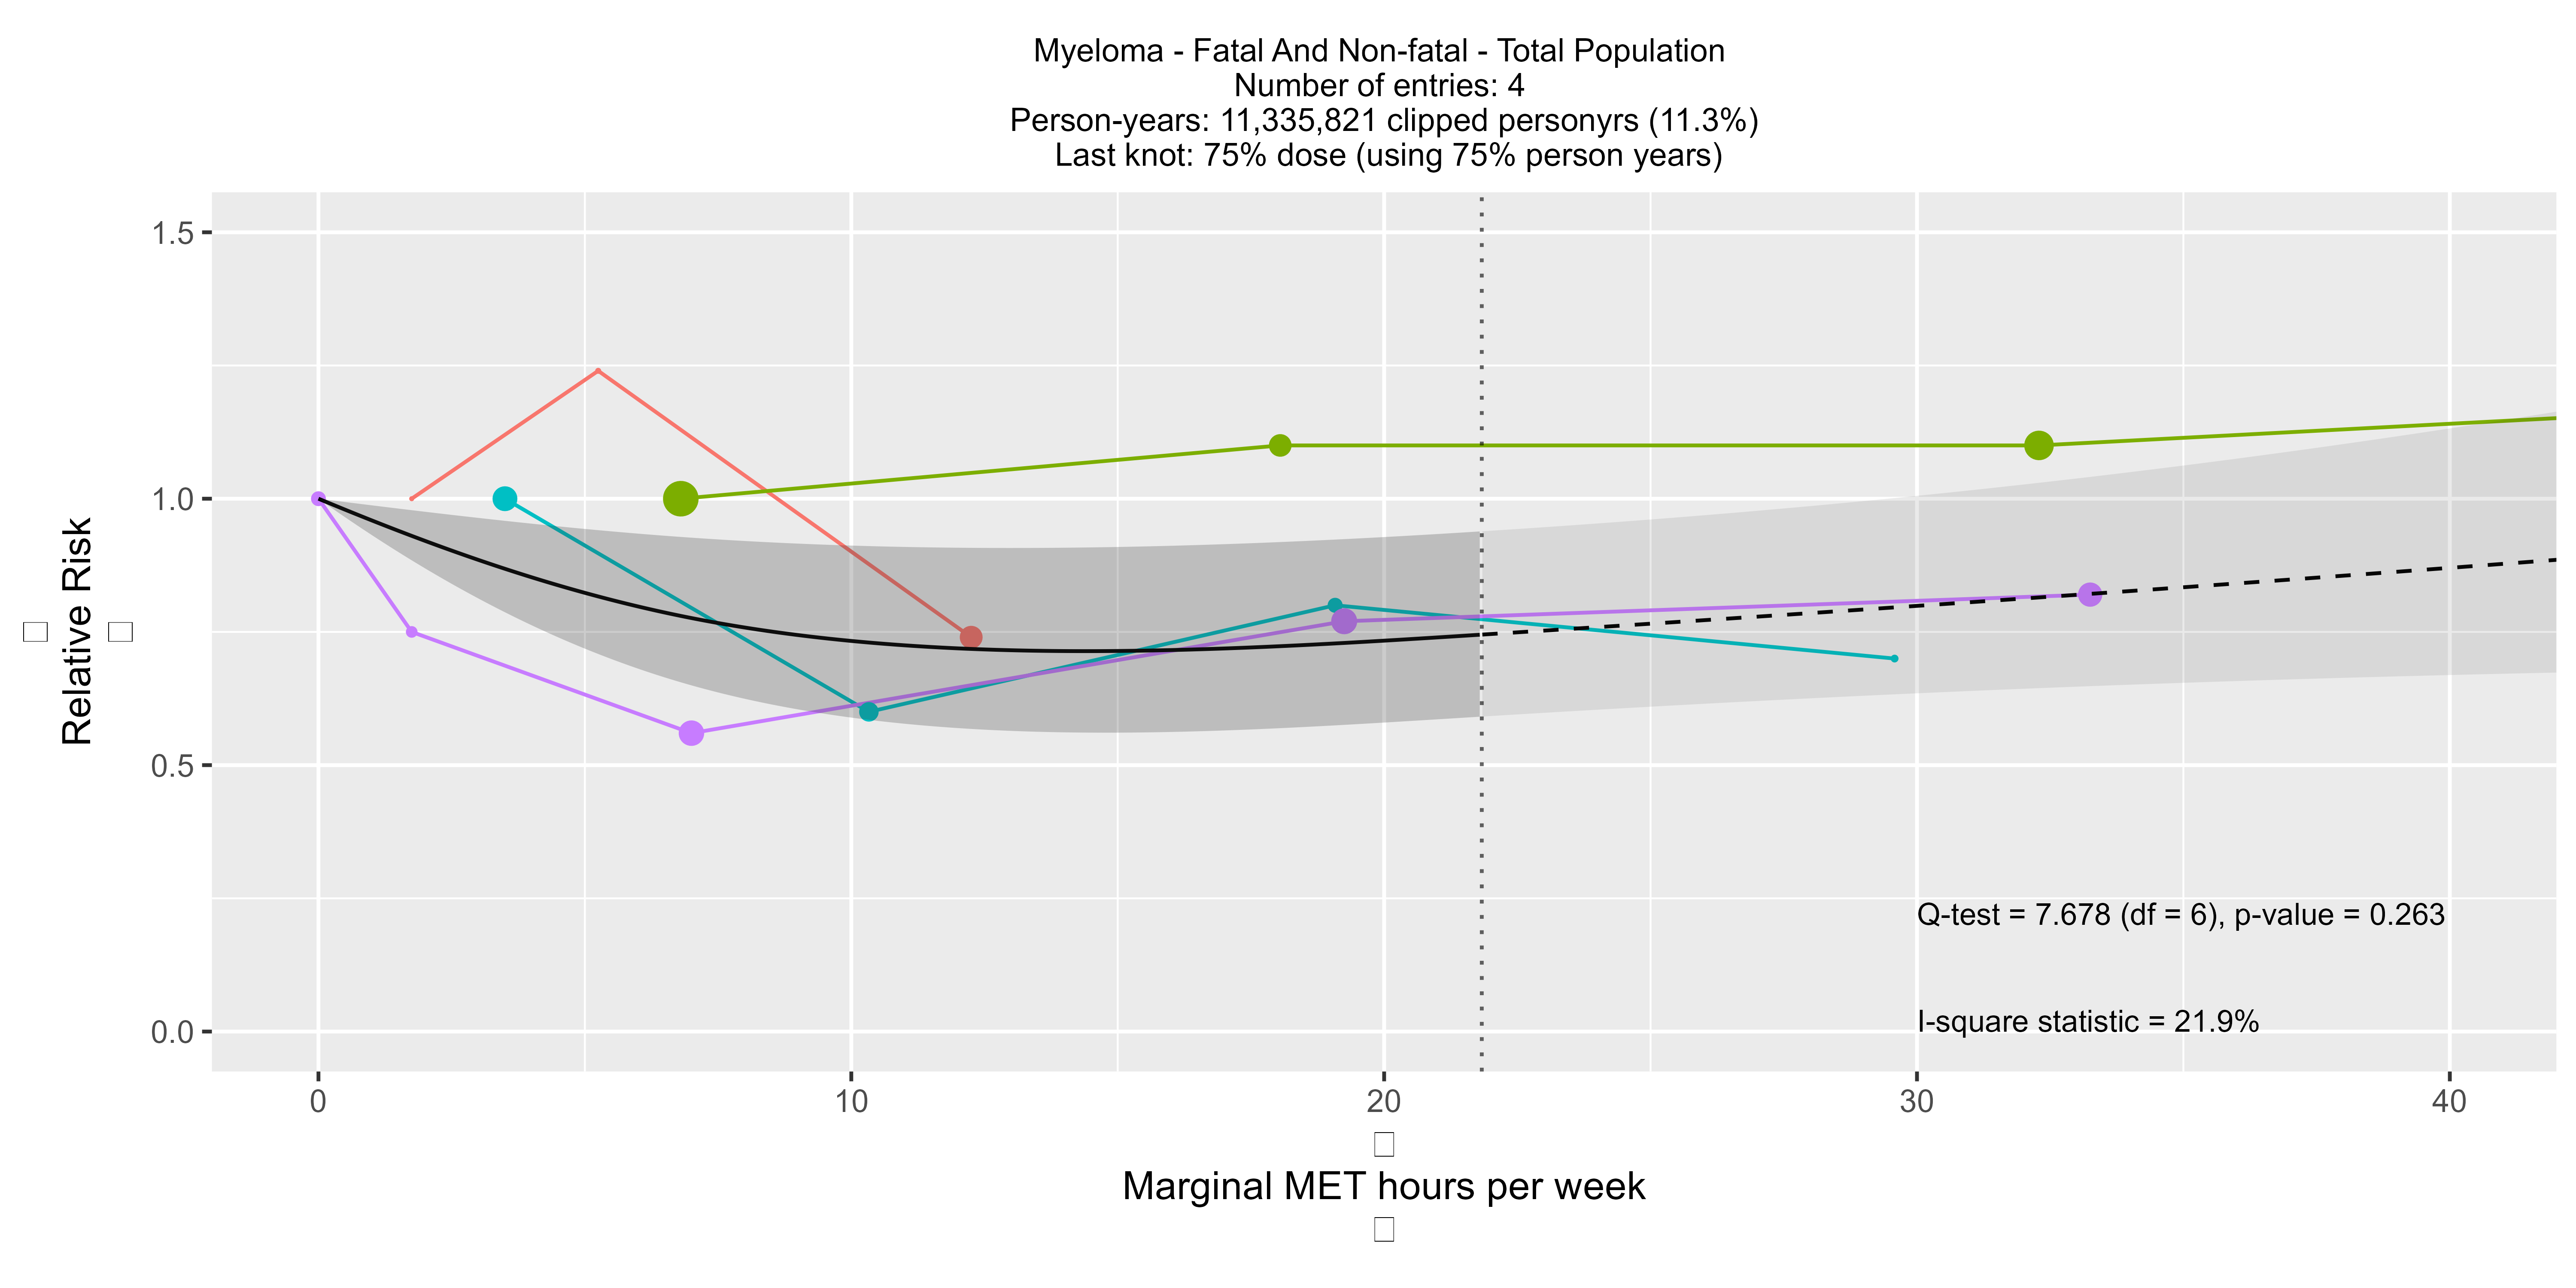 Myeloma - Fatal And Non-fatal - Total Population
Number of entries: 4
Person-years: 11,335,821 clipped personyrs (11.3%)
Last knot: 75% dose (using 75% person years)
1.5
1.0
0.5
0.0
Relative Risk
Q-test = 7.678 (df = 6), p-value = 0.263
I-square statistic = 21.9%
0 10 20 30 40
Marginal MET hours per week